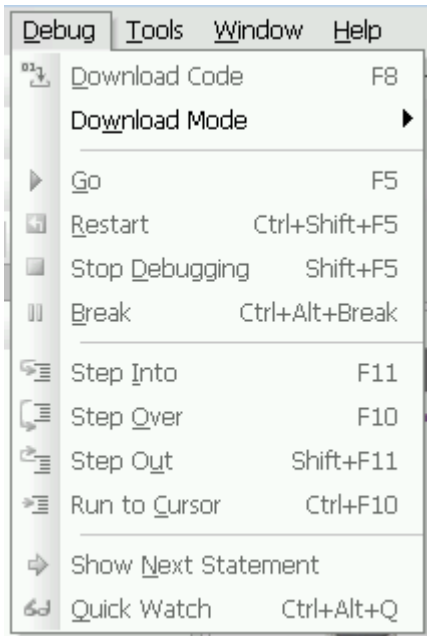 Debug Tools Window Help
Download Code F8
Download Mode
Go F5
Restart Ctrl+Shift+F5
Stop Debugging Shift+F5
Break Ctrl+Alt+Break
Step Into F11
Step Over F10
Step Out Shift+F11
Run to Cursor Ctrl+F10
Show Next Statement
Quick Watch Ctrl+Alt+Q